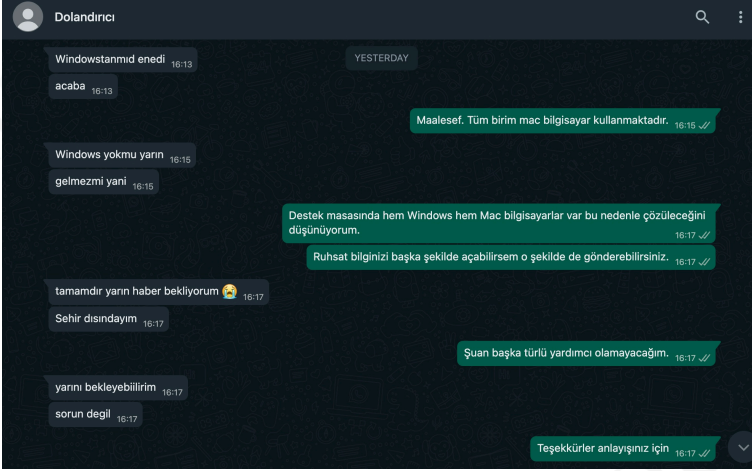 Dolandırıcı
YESTERDAY
Windowstanmıd enedi 16:13
acaba 16:13
Maalesef. Tüm birim mac bilgisayar kullanmaktadır. 16:15
Windows yokmu yarın 16:15
gelmezmi yani 16:15
Destek masasında hem Windows hem Mac bilgisayarlar var bu nedenle çözüleceğini
düşünüyorum. 16:17
Ruhsat bilginizi başka şekilde açabilirsem o şekilde de gönderebilirsiniz. 16:17
tamamdır yarın haber bekliyorum 😭 16:17
Sehir dısındayım 16:17
Şuan başka türlü yardımcı olamayacağım. 16:17
yarını bekleyebiilirim 16:17
sorun degil 16:17
Teşekkürler anlayışınız için 16:17